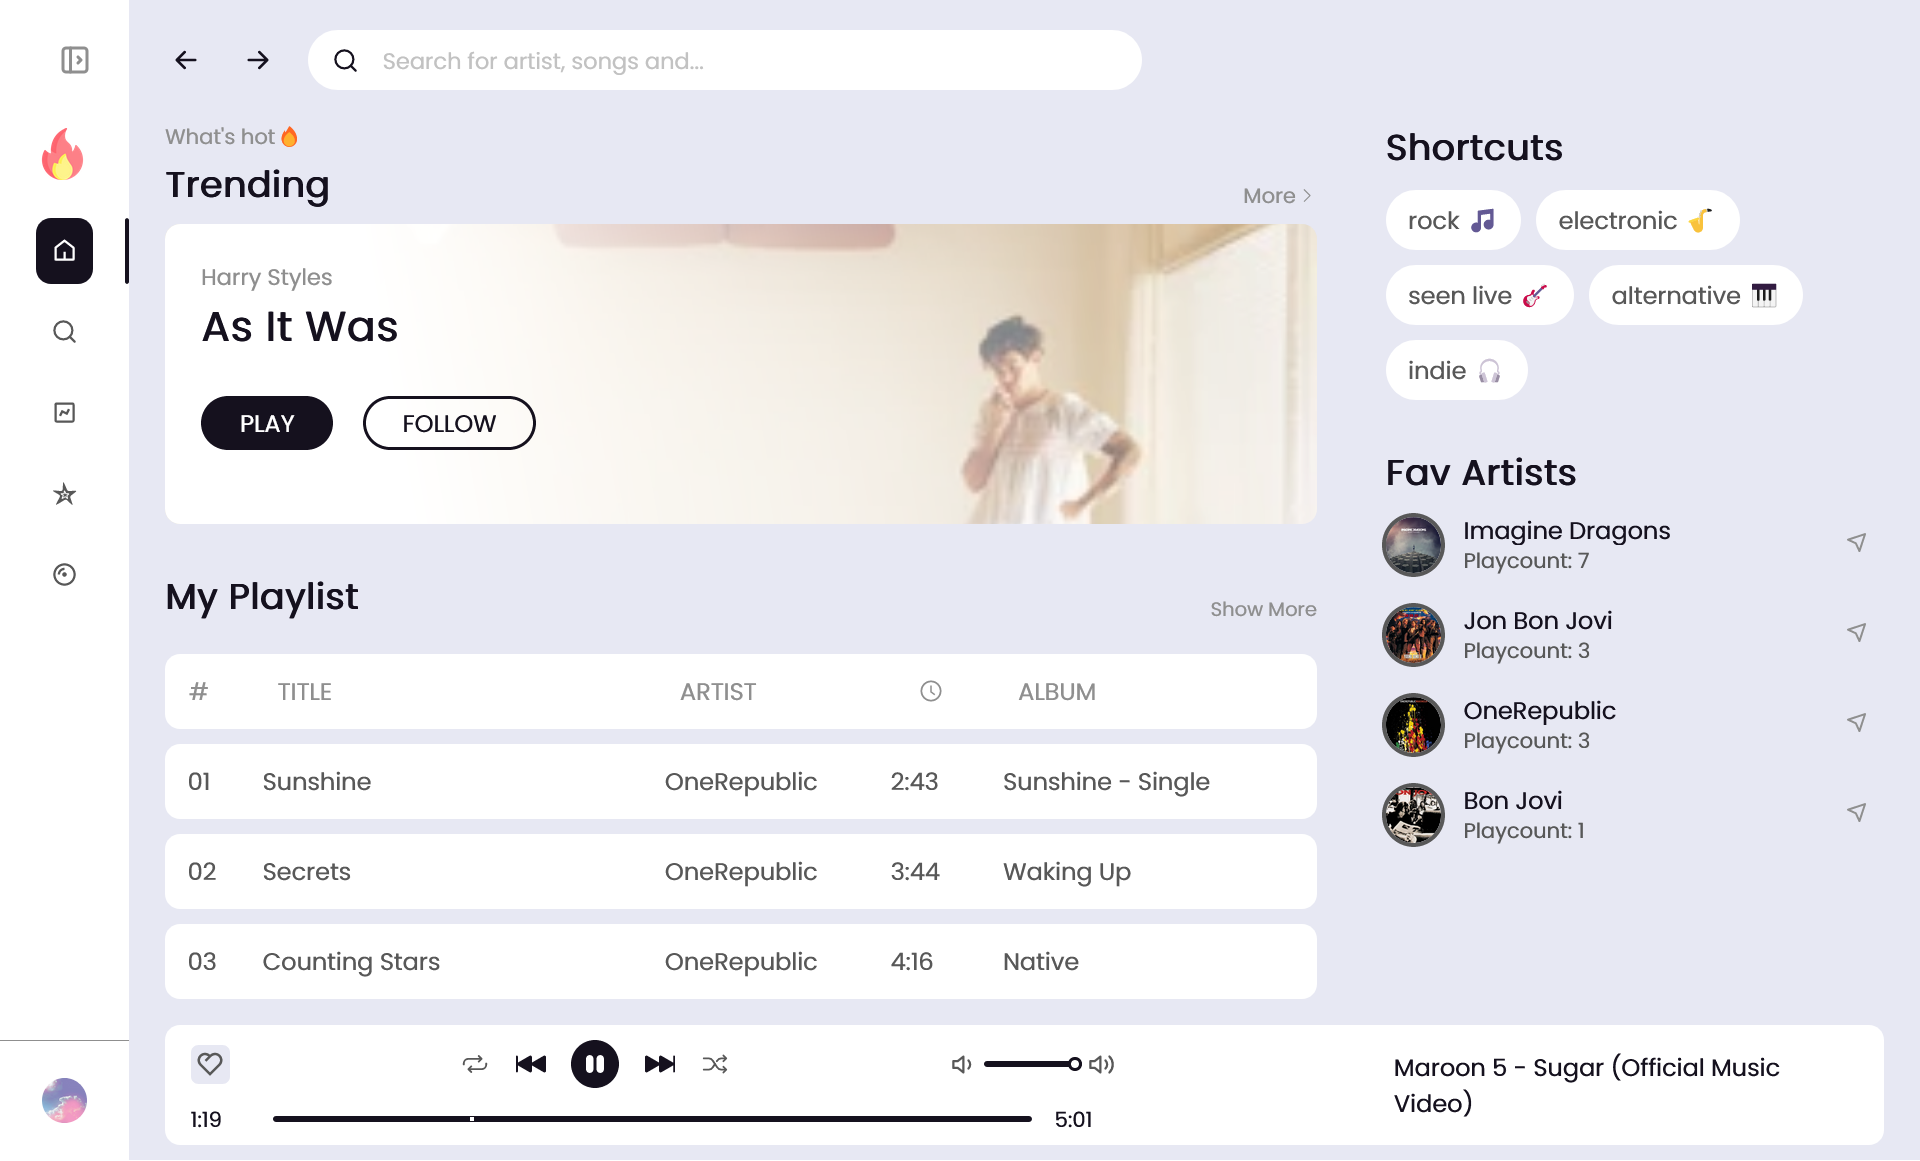 Search for artist, songs and...
What's hot 🔥
Trending
More
Harry Styles
As It Was
PLAY
FOLLOW
My Playlist
Show More
# TITLE ARTIST ALBUM
01 Sunshine OneRepublic 2:43 Sunshine - Single
02 Secrets OneRepublic 3:44 Waking Up
03 Counting Stars OneRepublic 4:16 Native
Shortcuts
rock 🎵
electronic 🎷
seen live 🎸
alternative 🎹
indie 🎧
Fav Artists
Imagine Dragons
Playcount: 7
Jon Bon Jovi
Playcount: 3
OneRepublic
Playcount: 3
Bon Jovi
Playcount: 1
1:19
5:01
Maroon 5 - Sugar (Official Music
Video)